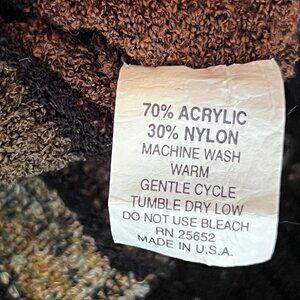 70% ACRYLIC
30% NYLON
MACHINE WASH
WARM
GENTLE CYCLE
TUMBLE DRY LOW
DO NOT USE BLEACH
RN 25652
MADE IN U.S.A.